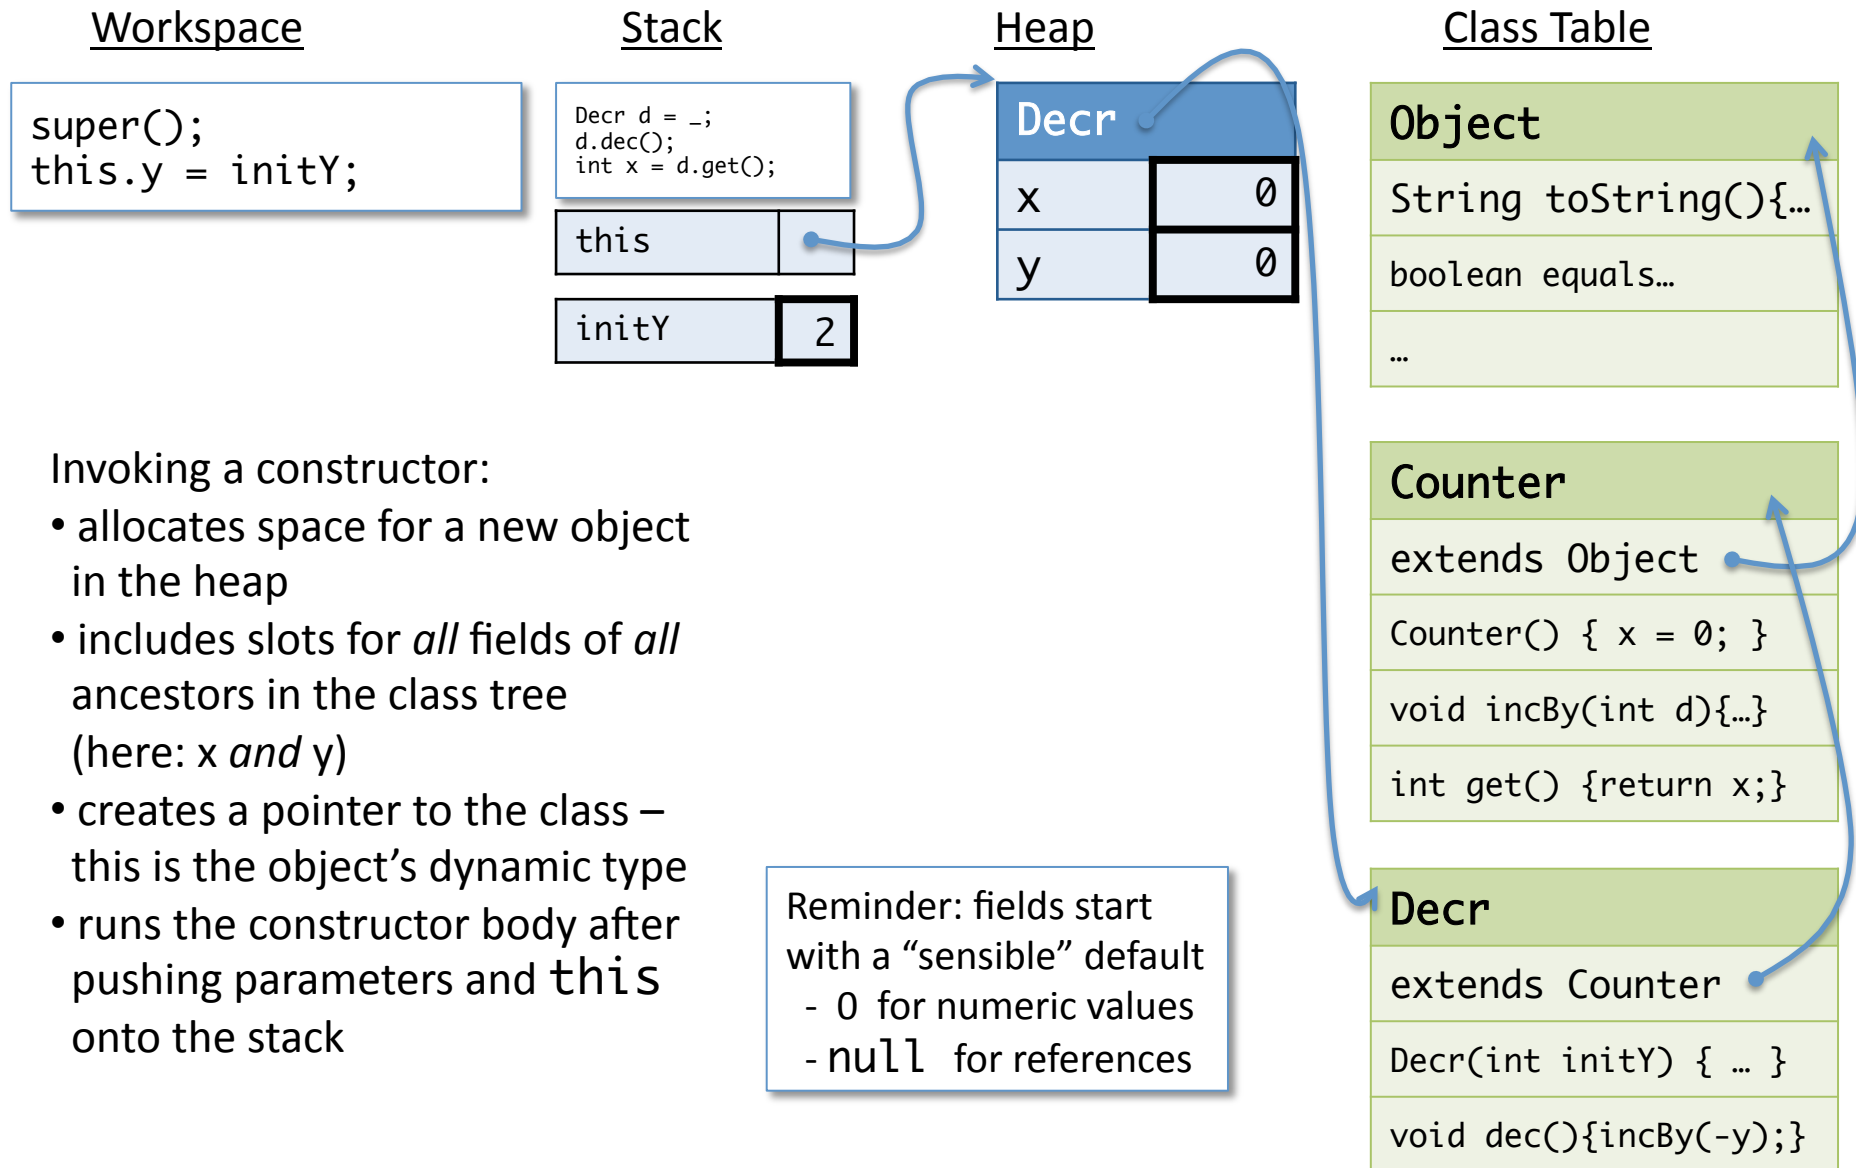 Workspace
Stack
Heap
Class Table
super();
this.y = initY;
Decr d = _;
d.dec();
int x = d.get();
this
initY 2
Decr
x 0
y 0
Object
String toString(){…
boolean equals…
…
Counter
extends Object
Counter() { x = 0; }
void incBy(int d){…}
int get() {return x;}
Decr
extends Counter
Decr(int initY) { … }
void dec(){incBy(-y);}
Invoking a constructor:
• allocates space for a new object
in the heap
• includes slots for all fields of all
ancestors in the class tree
(here: x and y)
• creates a pointer to the class –
this is the object’s dynamic type
• runs the constructor body after
pushing parameters and this
onto the stack
Reminder: fields start
with a “sensible” default
- 0 for numeric values
- null for references